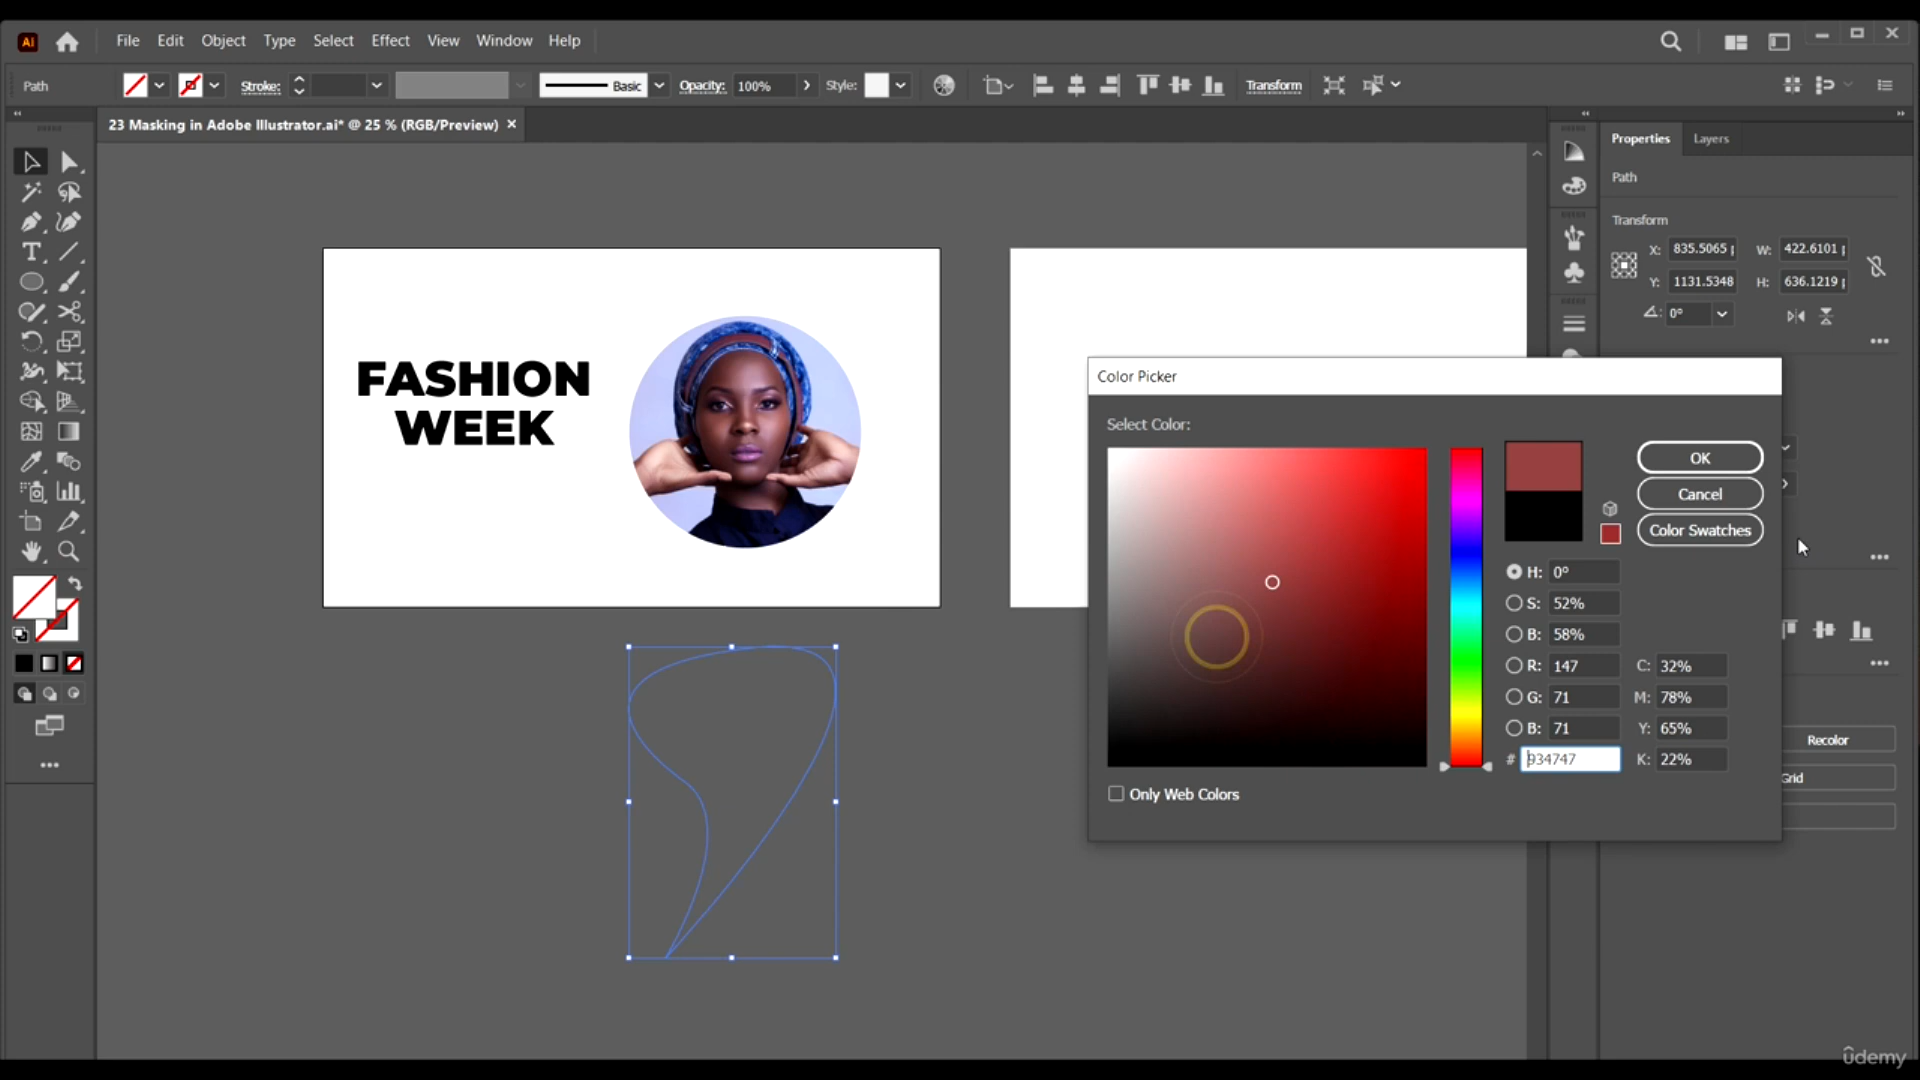 Ai File Edit Object Type Select Effect View Window Help
Path Stroke: Basic Opacity: 100% Style: Transform
23 Masking in Adobe Illustrator.ai* @ 25 % (RGB/Preview) ×
Properties Layers
Path
Transform
X: 835.5065 W: 422.6101
Y: 1131.5348 H: 636.1219
0°
FASHION
WEEK
Color Picker
Select Color:
OK
Cancel
Color Swatches
H: 0°
S: 52%
B: 58%
R: 147 C: 32%
G: 71 M: 78%
B: 71 Y: 65%
# 934747 K: 22%
Only Web Colors
Recolor
Grid
ûdemy